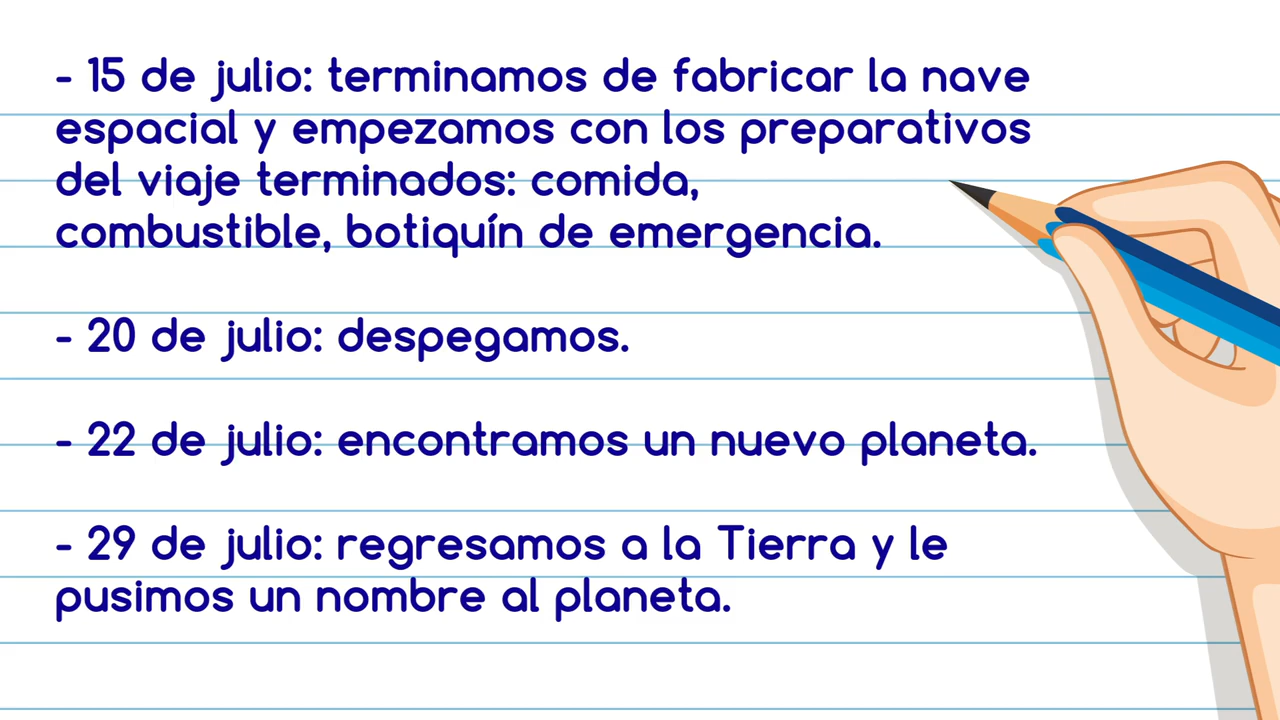 - 15 de julio: terminamos de fabricar la nave
espacial y empezamos con los preparativos
del viaje terminados: comida,
combustible, botiquín de emergencia.
- 20 de julio: despegamos.
- 22 de julio: encontramos un nuevo planeta.
- 29 de julio: regresamos a la Tierra y le
pusimos un nombre al planeta.